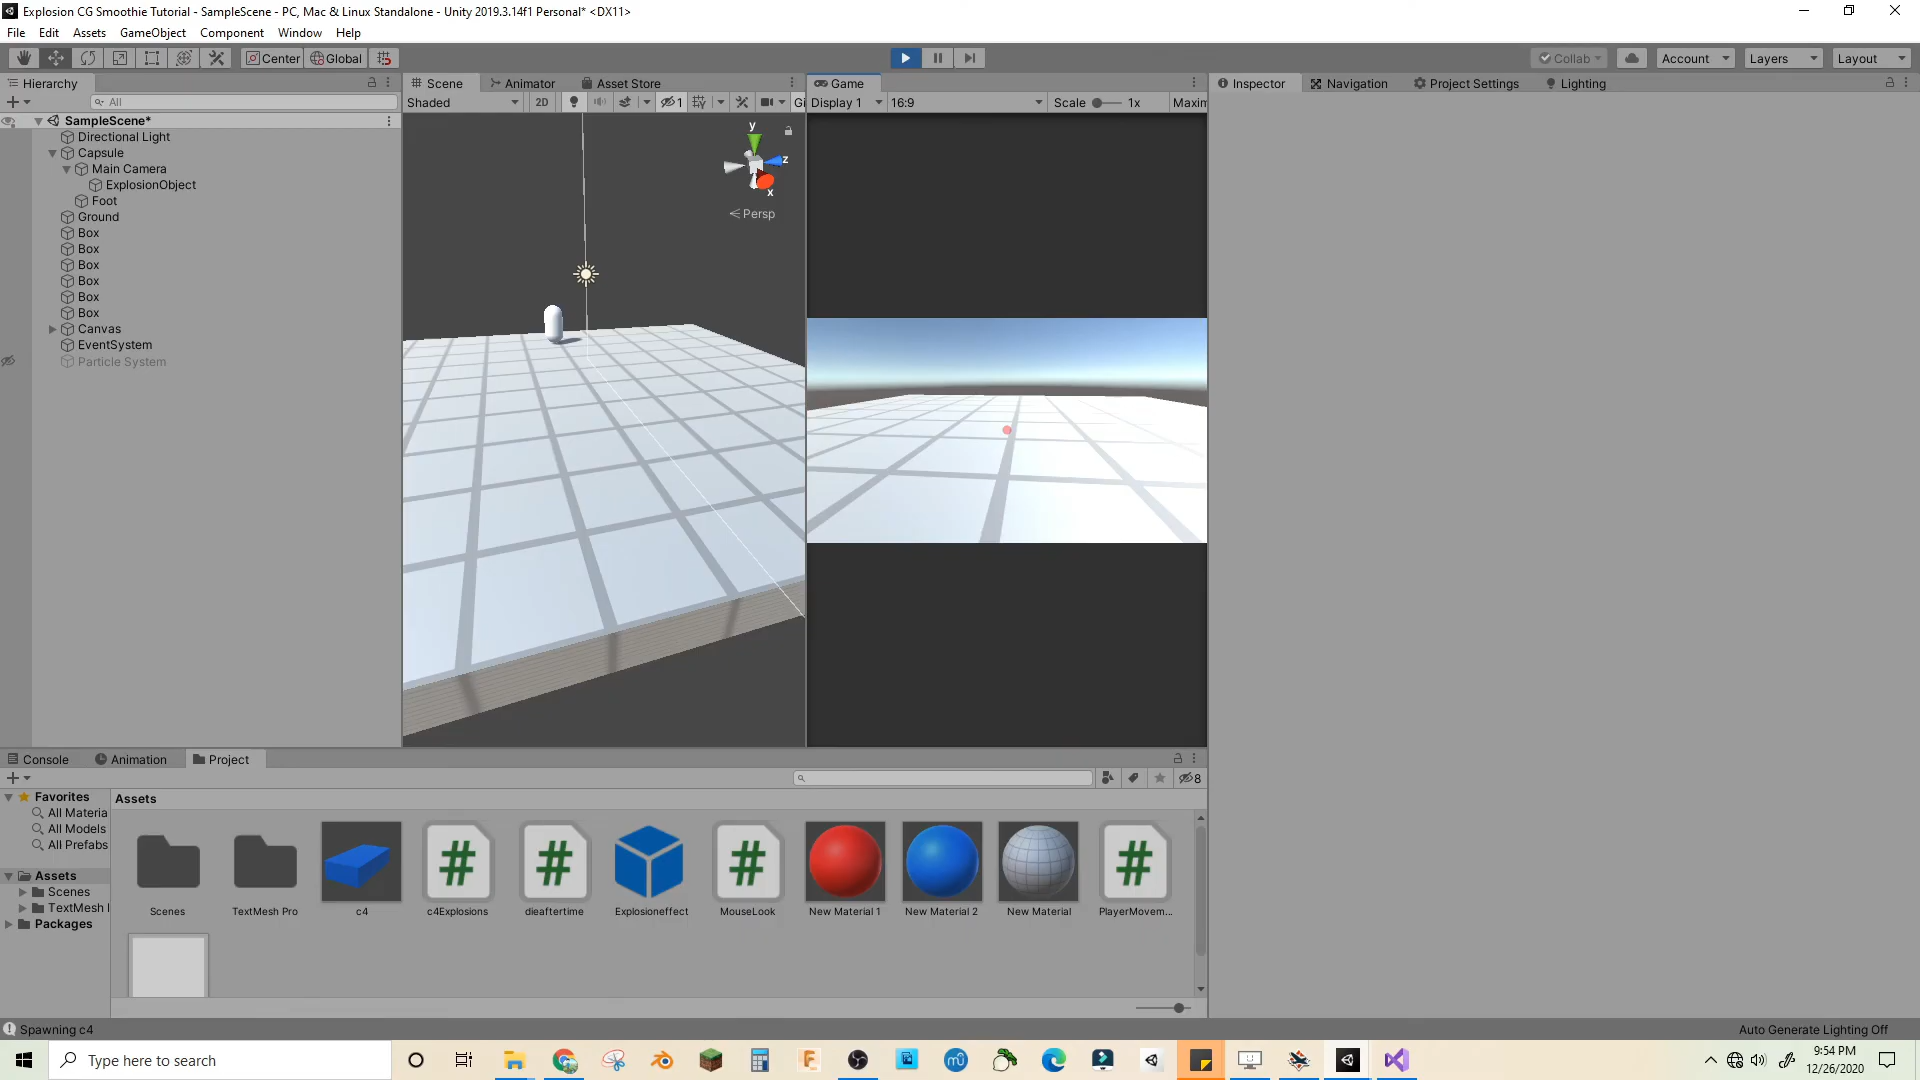 Explosion CG Smoothie Tutorial - SampleScene - PC, Mac & Linux Standalone - Unity 2019.3.14f1 Personal* <DX11>
File Edit Assets GameObject Component Window Help
Center Global Collab Account Layers Layout
Hierarchy Scene Animator Asset Store Game Inspector Navigation Project Settings Lighting
All Shaded 2D 1 Gi Display 1 16:9 Scale 1x Maxim
SampleScene*
Directional Light
Capsule
Main Camera
ExplosionObject
Foot
Ground
Box
Box
Box
Box
Box
Box
Canvas
EventSystem
Particle System
y
z
x
Persp
Console Animation Project
8
Favorites
All Materia
All Models
All Prefabs
Assets
Scenes
TextMesh
Packages
Assets
Scenes TextMesh Pro c4 c4Explosions dieaftertime Explosioneffect MouseLook New Material 1 New Material 2 New Material PlayerMovem...
Spawning c4 Auto Generate Lighting Off
Type here to search
9:54 PM
12/26/2020